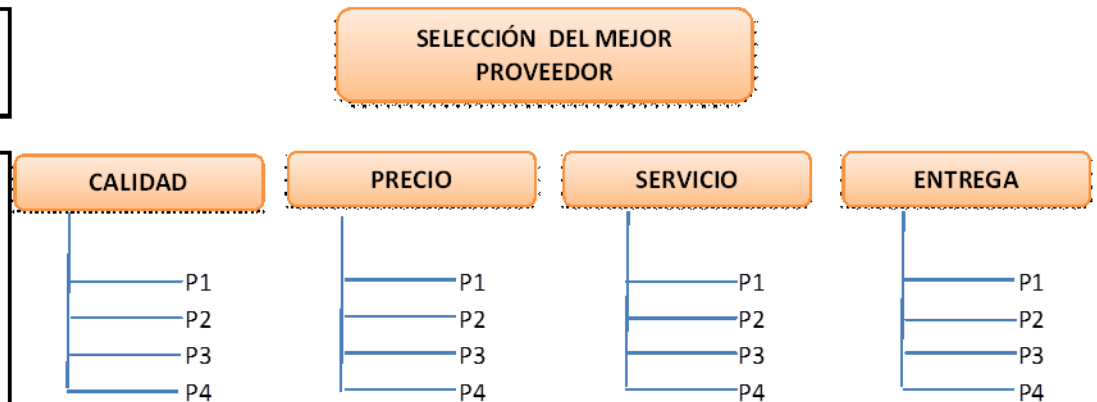 SELECCIÓN DEL MEJOR
PROVEEDOR
CALIDAD
PRECIO
SERVICIO
ENTREGA
P1
P2
P3
P4
P1
P2
P3
P4
P1
P2
P3
P4
P1
P2
P3
P4